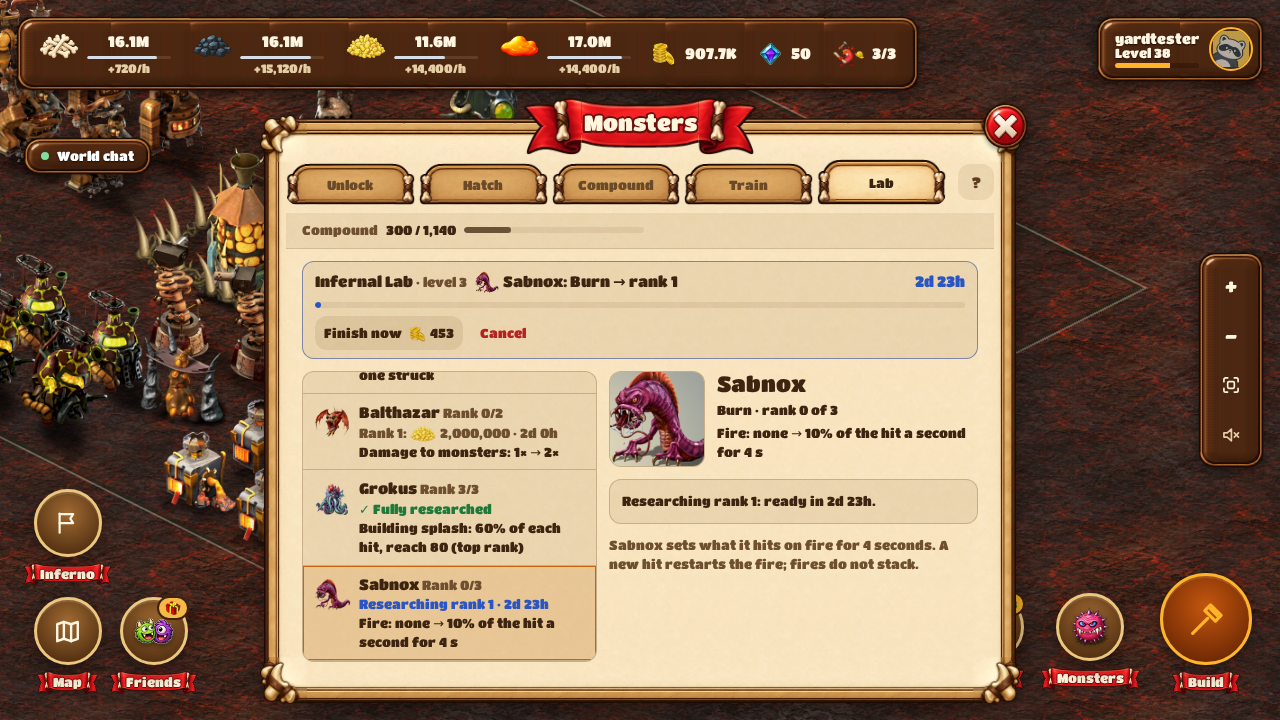 16.1M
+720/h
16.1M
+15,120/h
11.6M
+14,400/h
17.0M
+14,400/h
907.7K
50
3/3
yardtester
Level 38
World chat
Monsters
Unlock
Hatch
Compound
Train
Lab
?
Compound 300 / 1,140
Infernal Lab · level 3 Sabnox: Burn → rank 1
2d 23h
Finish now 453
Cancel
one struck
Balthazar Rank 0/2
Rank 1: 2,000,000 · 2d 0h
Damage to monsters: 1× → 2×
Grokus Rank 3/3
✓ Fully researched
Building splash: 60% of each
hit, reach 80 (top rank)
Sabnox Rank 0/3
Researching rank 1 · 2d 23h
Fire: none → 10% of the hit a
second for 4 s
Sabnox
Burn · rank 0 of 3
Fire: none → 10% of the hit a second
for 4 s
Researching rank 1: ready in 2d 23h.
Sabnox sets what it hits on fire for 4 seconds. A
new hit restarts the fire; fires do not stack.
Inferno
Map
Friends
Monsters
Build